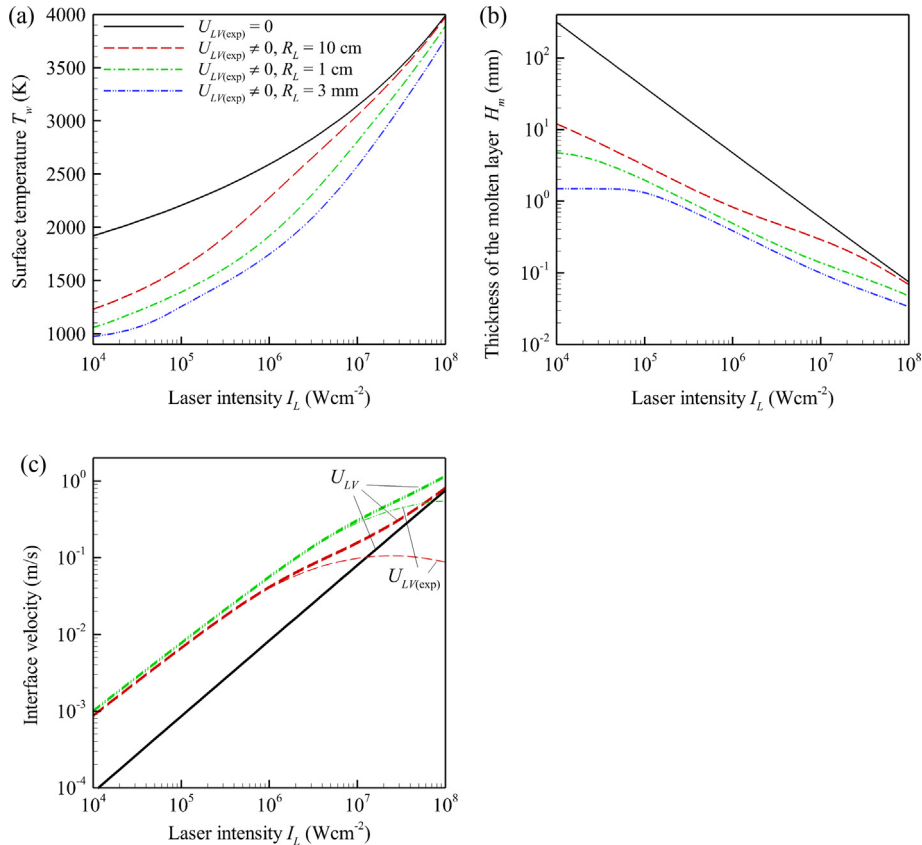 (a)
4000
3500
3000
2500
2000
1500
1000
Surface temperature T_w (K)
U_LV(exp) = 0
U_LV(exp) ≠ 0, R_L = 10 cm
U_LV(exp) ≠ 0, R_L = 1 cm
U_LV(exp) ≠ 0, R_L = 3 mm
10^4 10^5 10^6 10^7 10^8
Laser intensity I_L (Wcm^-2)
(b)
10^2
10^1
10^0
10^-1
10^-2
Thickness of the molten layer H_m (mm)
10^4 10^5 10^6 10^7 10^8
Laser intensity I_L (Wcm^-2)
(c)
10^0
10^-1
10^-2
10^-3
10^-4
Interface velocity (m/s)
U_LV
U_LV(exp)
10^4 10^5 10^6 10^7 10^8
Laser intensity I_L (Wcm^-2)